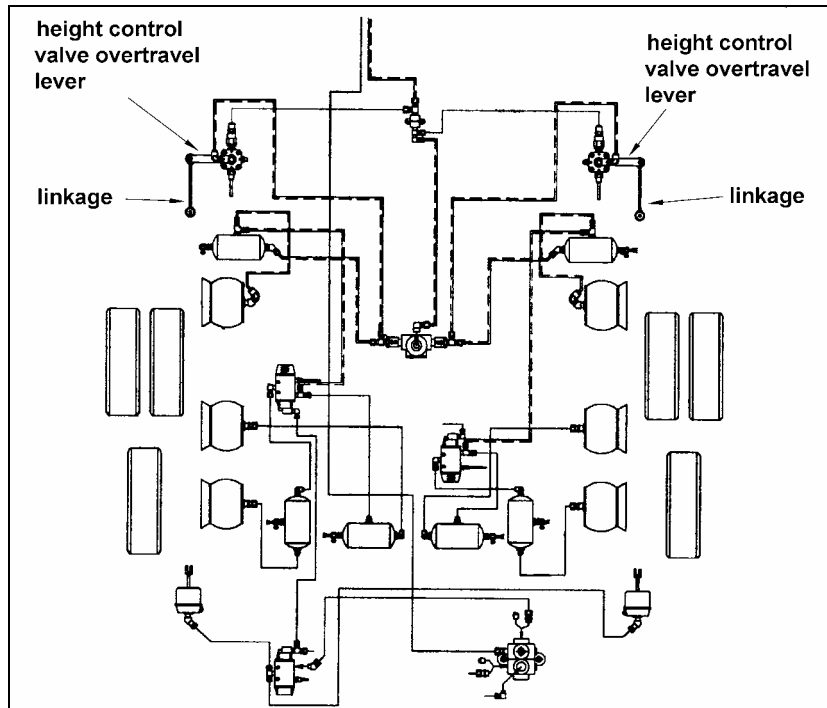 height control
valve overtravel
lever
height control
valve overtravel
lever
linkage
linkage